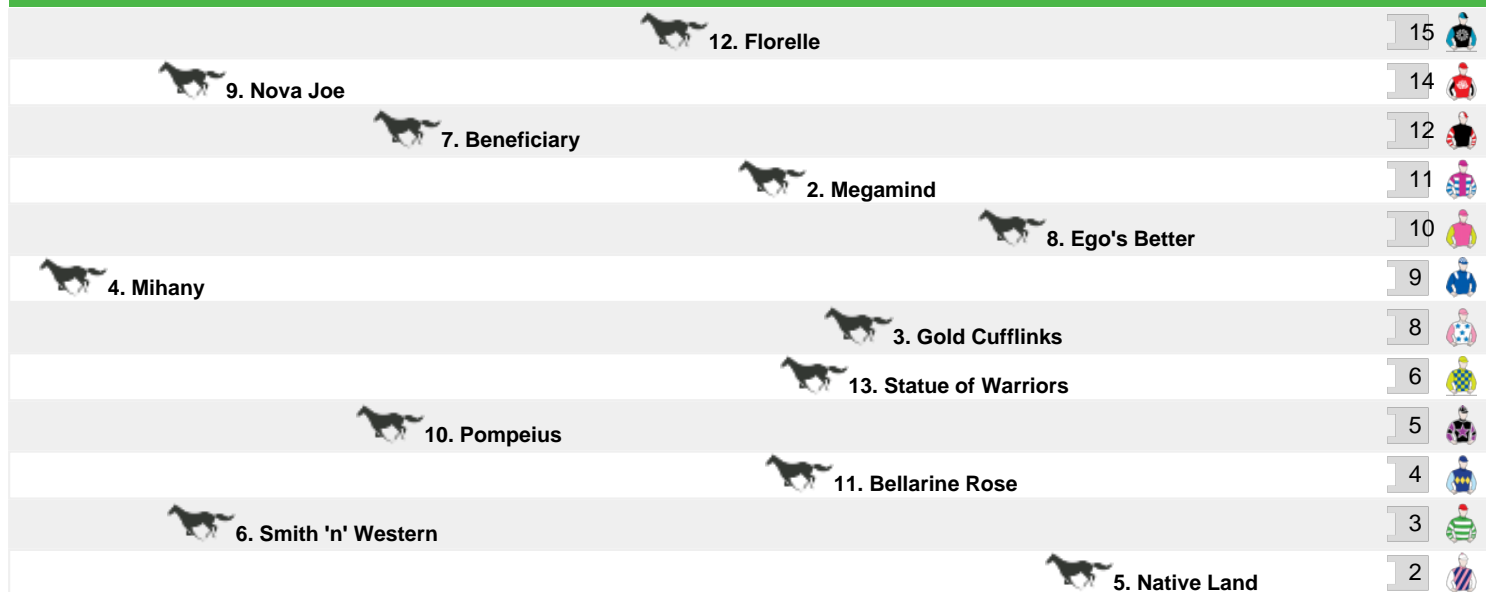 12. Florelle 15
9. Nova Joe 14
7. Beneficiary 12
2. Megamind 11
8. Ego's Better 10
4. Mihany 9
3. Gold Cufflinks 8
13. Statue of Warriors 6
10. Pompeius 5
11. Bellarine Rose 4
6. Smith 'n' Western 3
5. Native Land 2